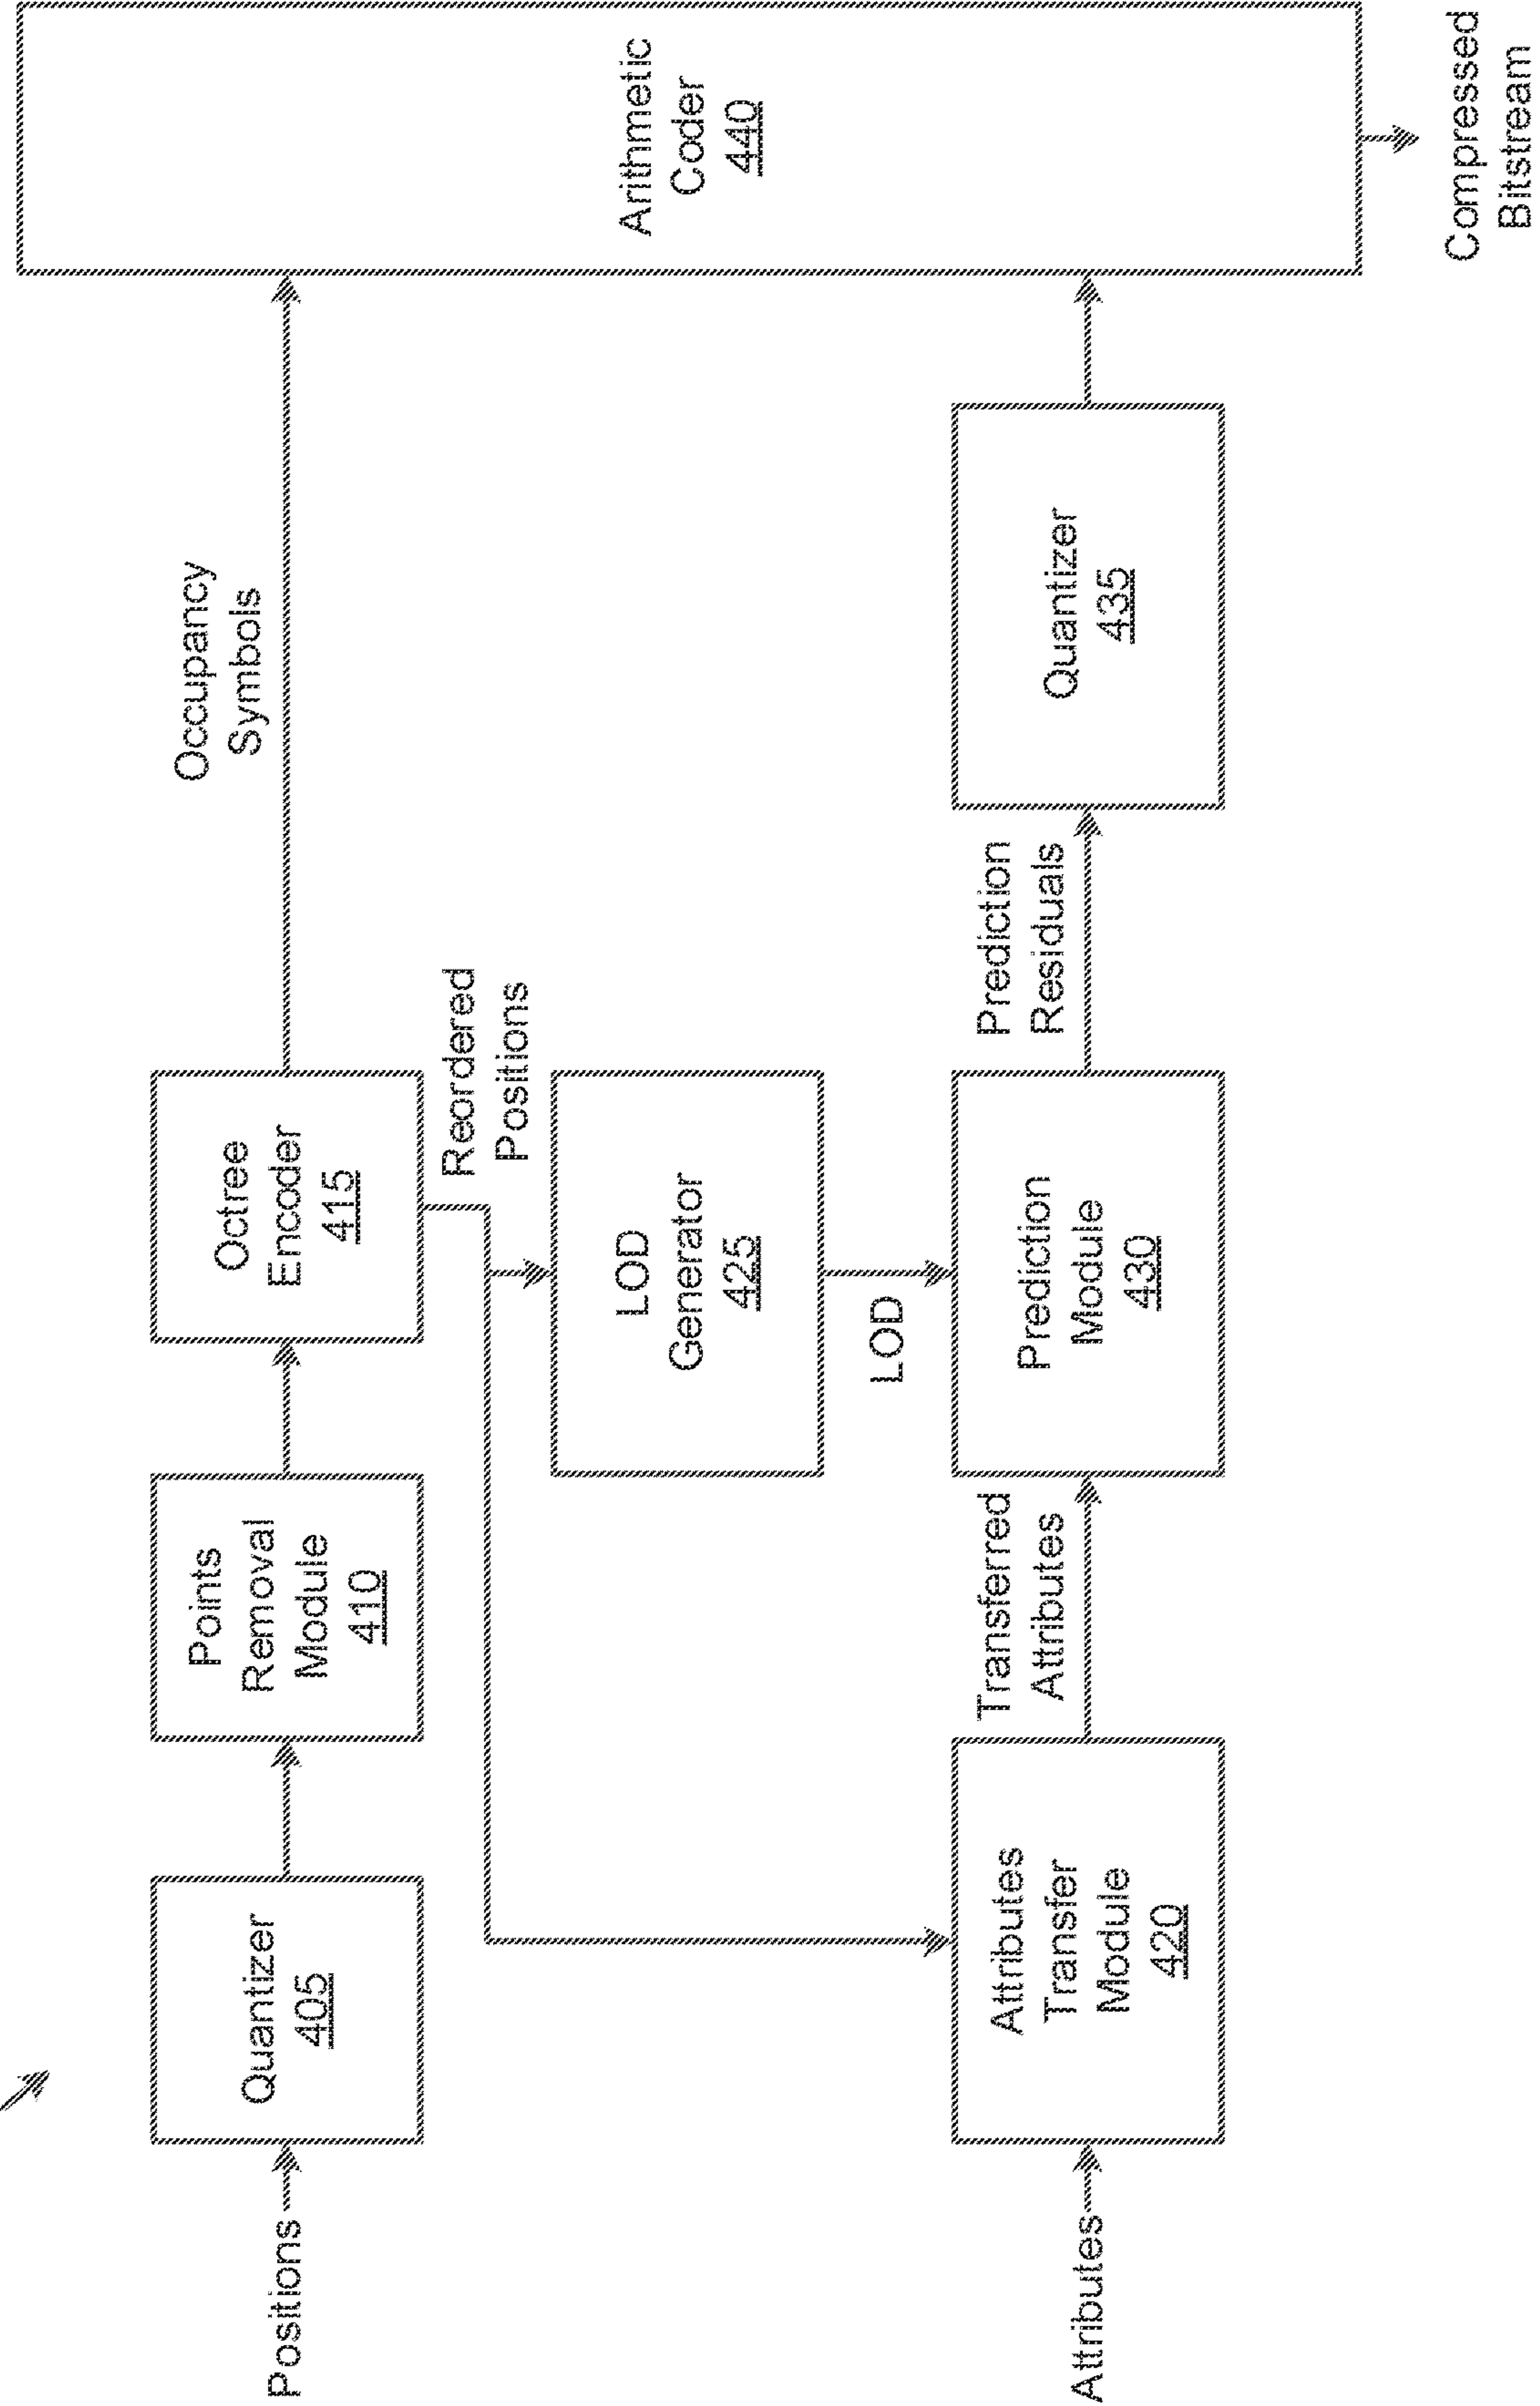 Positions
Quantizer
405
Points
Removal
Module
410
Octree
Encoder
415
Occupancy
Symbols
Reordered
Positions
LOD
Generator
425
LOD
Attributes
Attributes
Transfer
Module
420
Transferred
Attributes
Prediction
Module
430
Prediction
Residuals
Quantizer
435
Arithmetic
Coder
440
Compressed
Bitstream